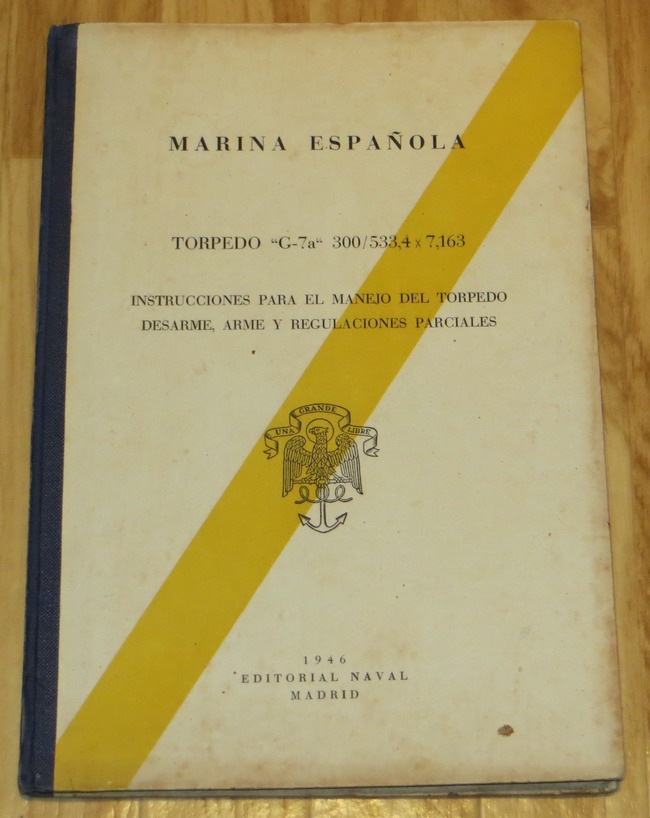 MARINA ESPAÑOLA
TORPEDO "G-7a" 300/533,4 x 7,163
INSTRUCCIONES PARA EL MANEJO DEL TORPEDO
DESARME, ARME Y REGULACIONES PARCIALES
UNA GRANDE LIBRE
1946
EDITORIAL NAVAL
MADRID